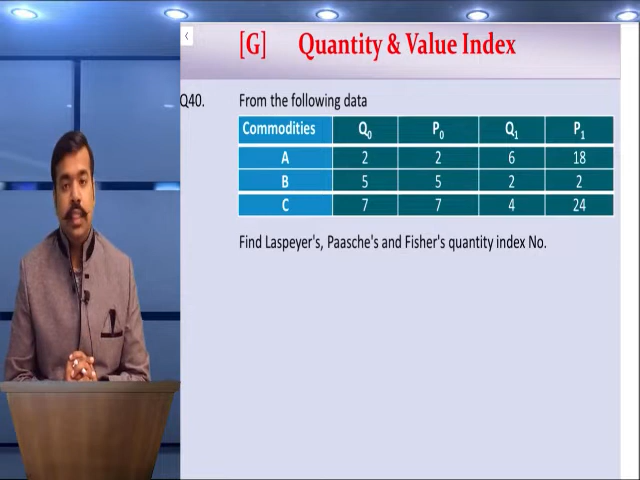 [G] Quantity & Value Index
Q40. From the following data
Commodities Q0 P0 Q1 P1
A 2 2 6 18
B 5 5 2 2
C 7 7 4 24
Find Laspeyer's, Paasche's and Fisher's quantity index No.